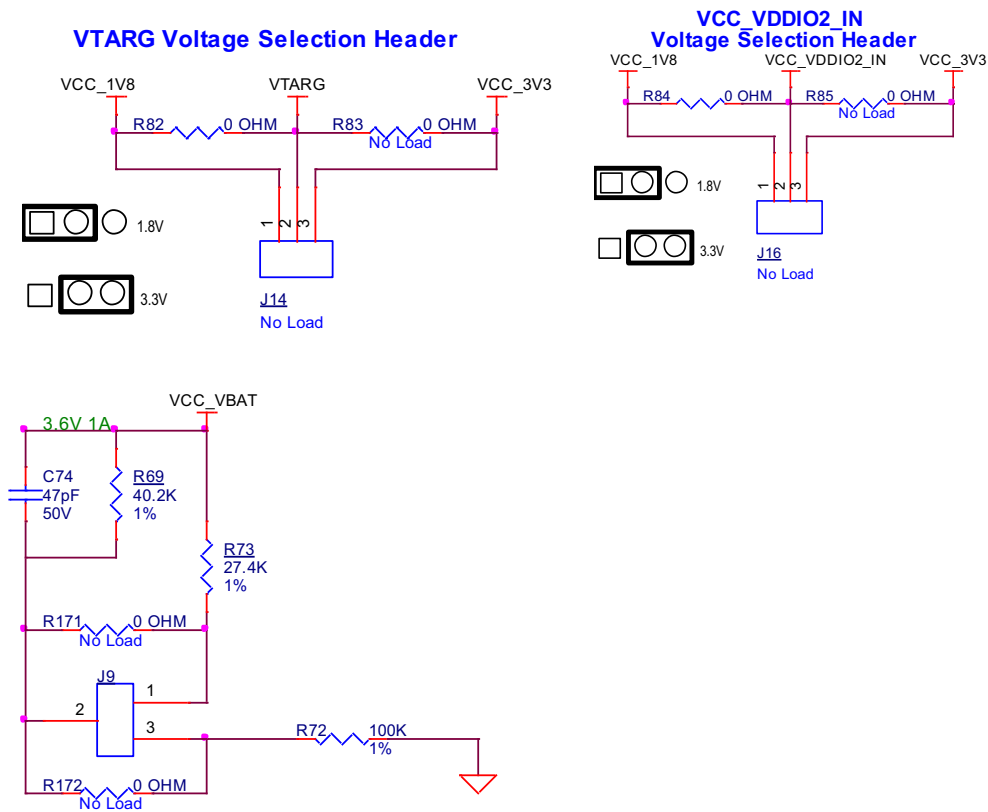 VTARG Voltage Selection Header
VCC_1V8
VTARG
VCC_3V3
R82
0 OHM
R83
0 OHM
No Load
1
2
3
1.8V
3.3V
J14
No Load
VCC_VDDIO2_IN
Voltage Selection Header
VCC_1V8
VCC_VDDIO2_IN
VCC_3V3
R84
0 OHM
R85
0 OHM
No Load
1
2
3
1.8V
3.3V
J16
No Load
VCC_VBAT
3.6V 1A
C74
47pF
50V
R69
40.2K
1%
R73
27.4K
1%
R171
0 OHM
No Load
J9
1
2
3
R72
100K
1%
R172
0 OHM
No Load